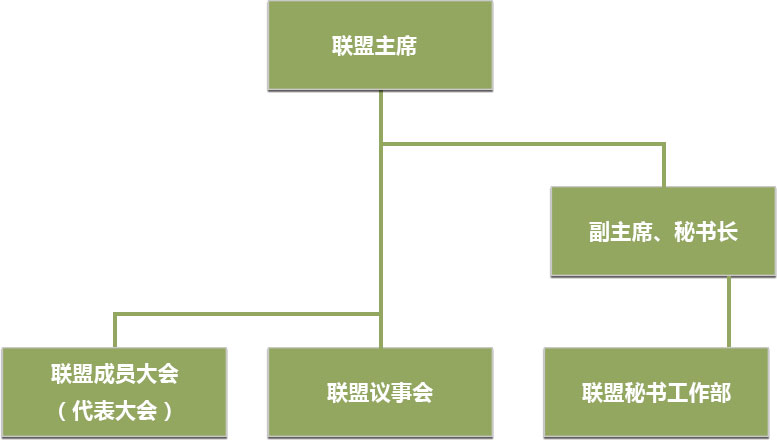 联盟主席
副主席、秘书长
联盟成员大会
（代表大会）
联盟议事会
联盟秘书工作部